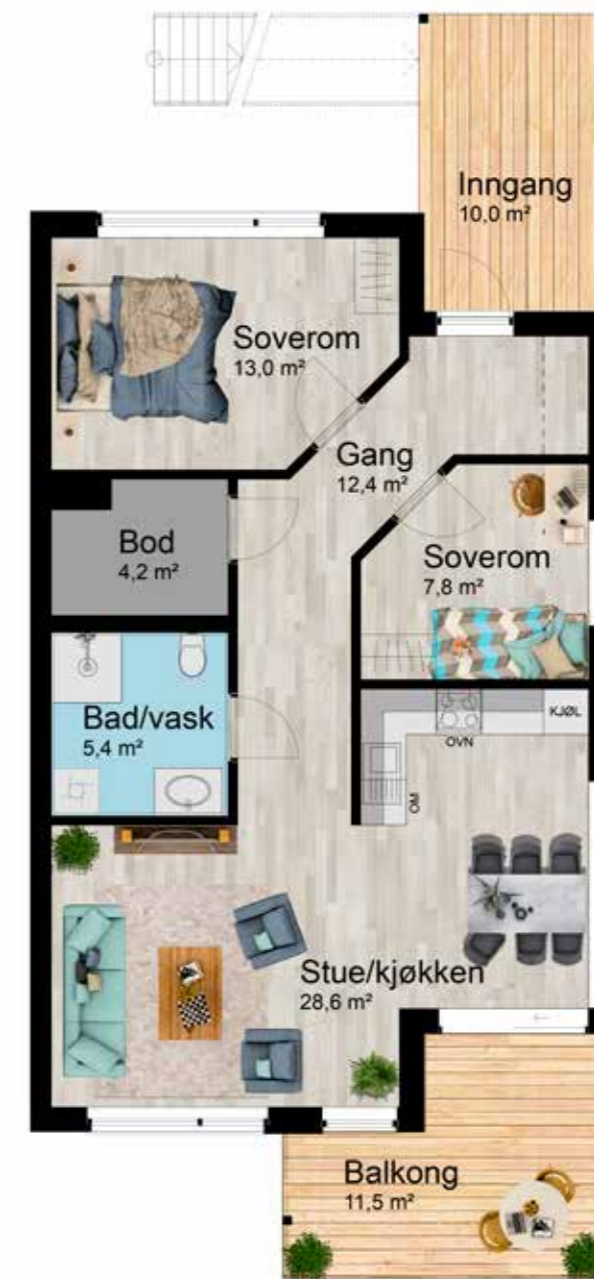 Inngang
10,0 m²
Soverom
13,0 m²
Gang
12,4 m²
Bod
4,2 m²
Soverom
7,8 m²
Bad/vask
5,4 m²
KJØL
OVN
OM
Stue/kjøkken
28,6 m²
Balkong
11,5 m²